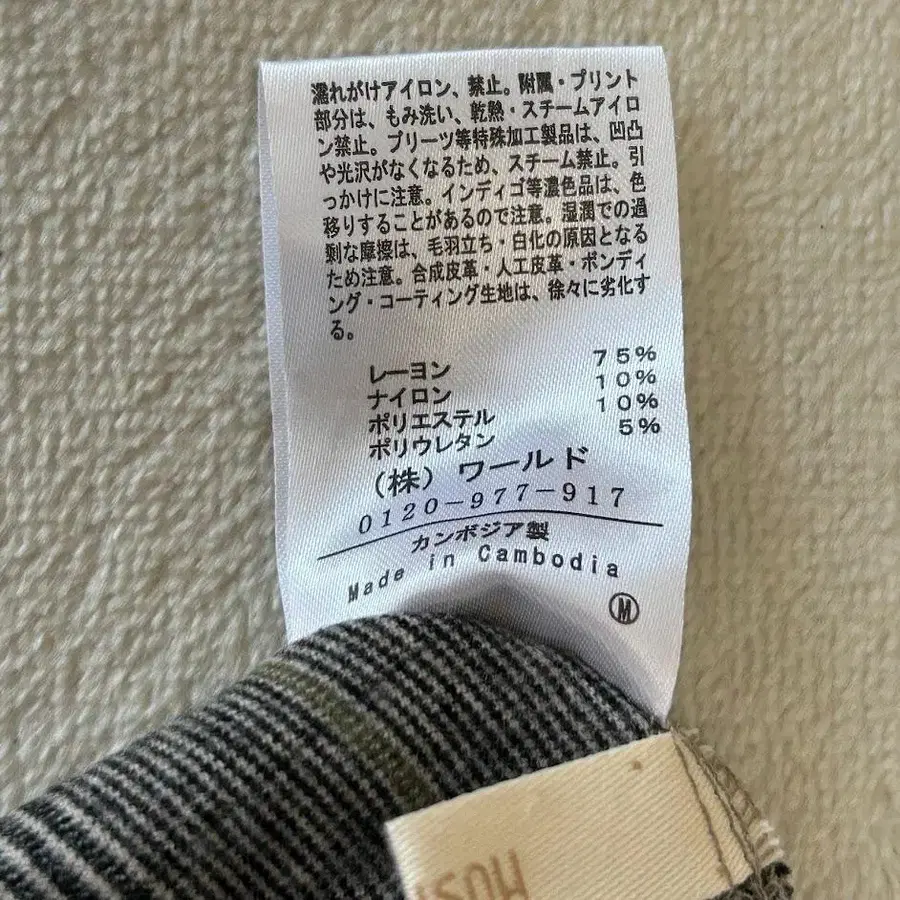 濡れがけアイロン、禁止。附属・プリント
部分は、もみ洗い、乾熱・スチームアイロ
ン禁止。プリーツ等特殊加工製品は、凹凸
や光沢がなくなるため、スチーム禁止。引
っかけに注意。インディゴ等濃色品は、色
移りすることがあるので注意。湿潤での過
剰な摩擦は、毛羽立ち・白化の原因となる
ため注意。合成皮革・人工皮革・ボンディ
ング・コーティング生地は、徐々に劣化す
る。
レーヨン 75%
ナイロン 10%
ポリエステル 10%
ポリウレタン 5%
(株)ワールド
0120-977-917
カンボジア製
Made in Cambodia
M